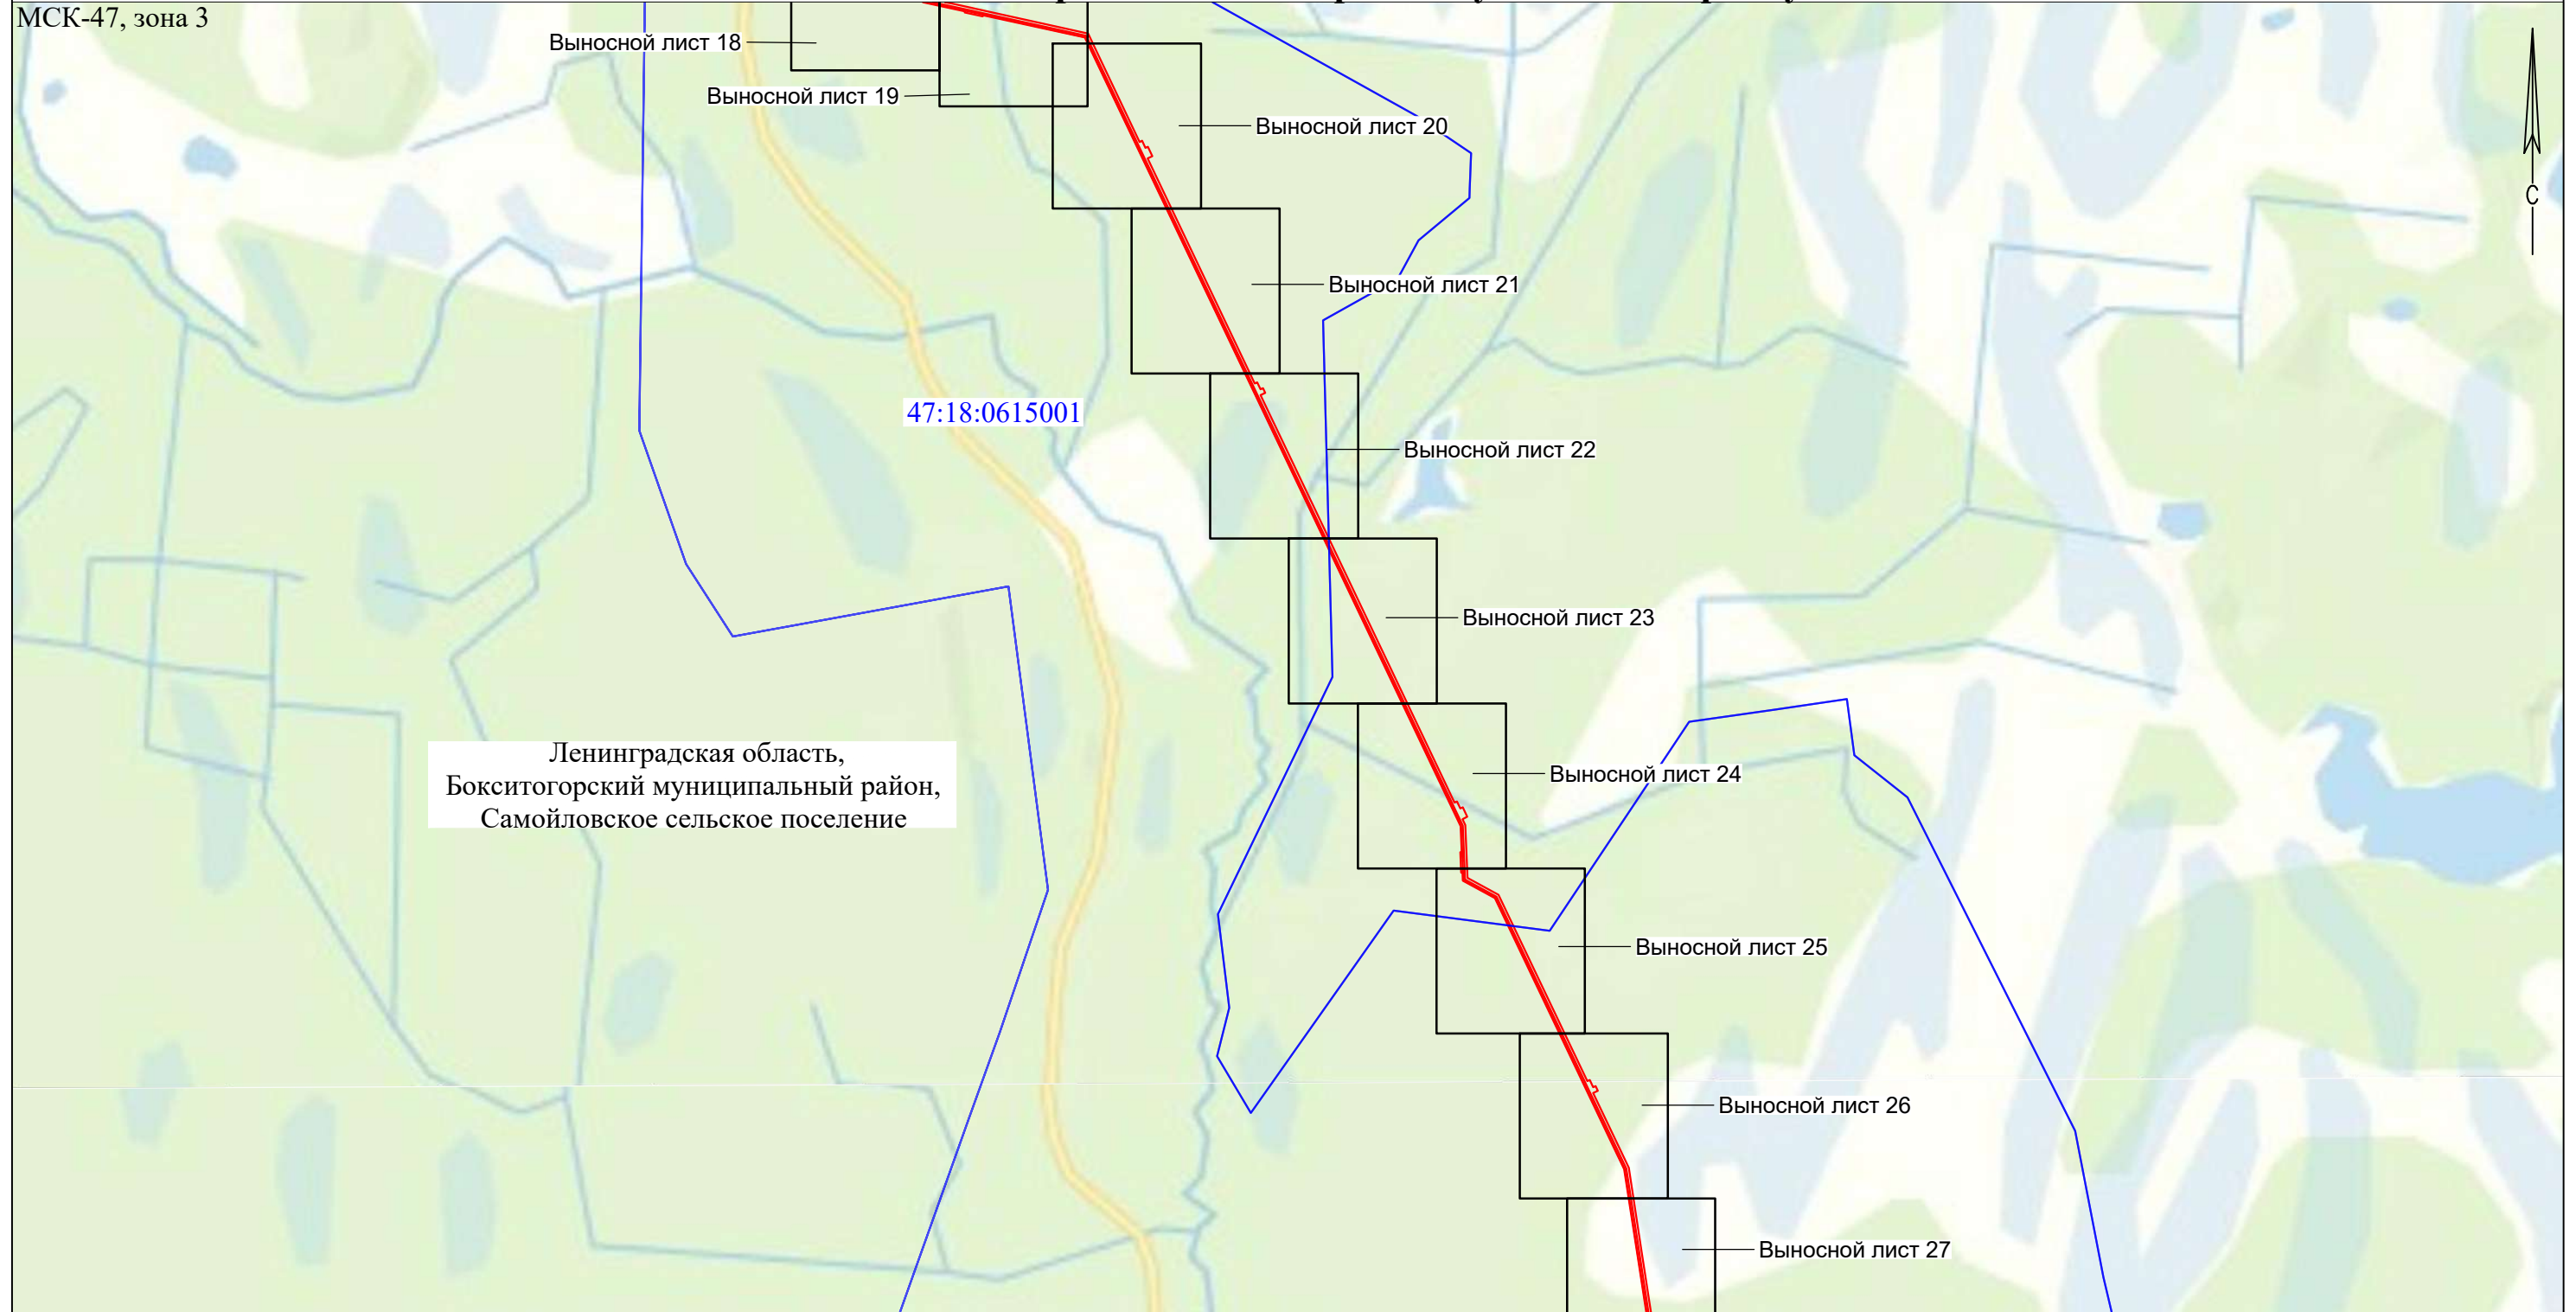 МСК-47, зона 3
Выносной лист 18
Выносной лист 19
Выносной лист 20
Выносной лист 21
47:18:0615001
Выносной лист 22
Выносной лист 23
Ленинградская область,
Бокситогорский муниципальный район,
Самойловское сельское поселение
Выносной лист 24
Выносной лист 25
Выносной лист 26
Выносной лист 27
С